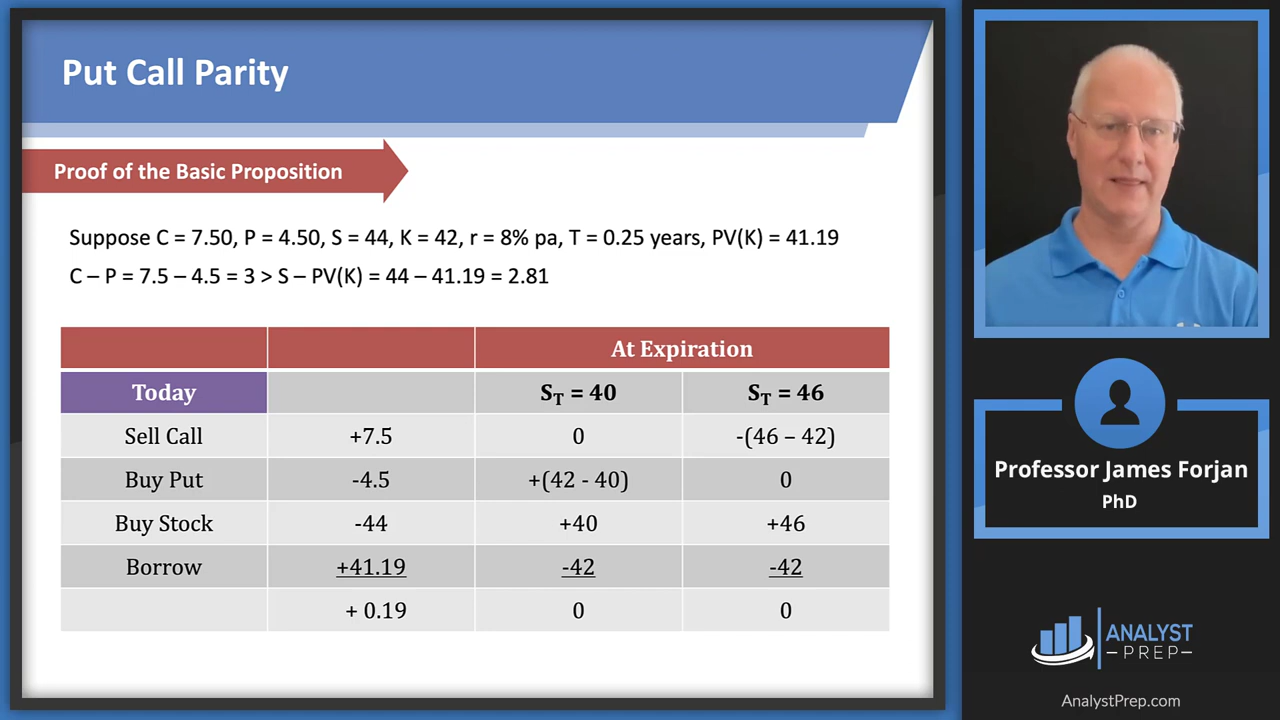 Put Call Parity
Proof of the Basic Proposition
Suppose C = 7.50, P = 4.50, S = 44, K = 42, r = 8% pa, T = 0.25 years, PV(K) = 41.19
C – P = 7.5 – 4.5 = 3 > S – PV(K) = 44 – 41.19 = 2.81
At Expiration
Today S_T = 40 S_T = 46
Sell Call +7.5 0 -(46 – 42)
Buy Put -4.5 +(42 - 40) 0
Buy Stock -44 +40 +46
Borrow +41.19 -42 -42
+ 0.19 0 0
Professor James Forjan
PhD
ANALYST
–PREP–
AnalystPrep.com